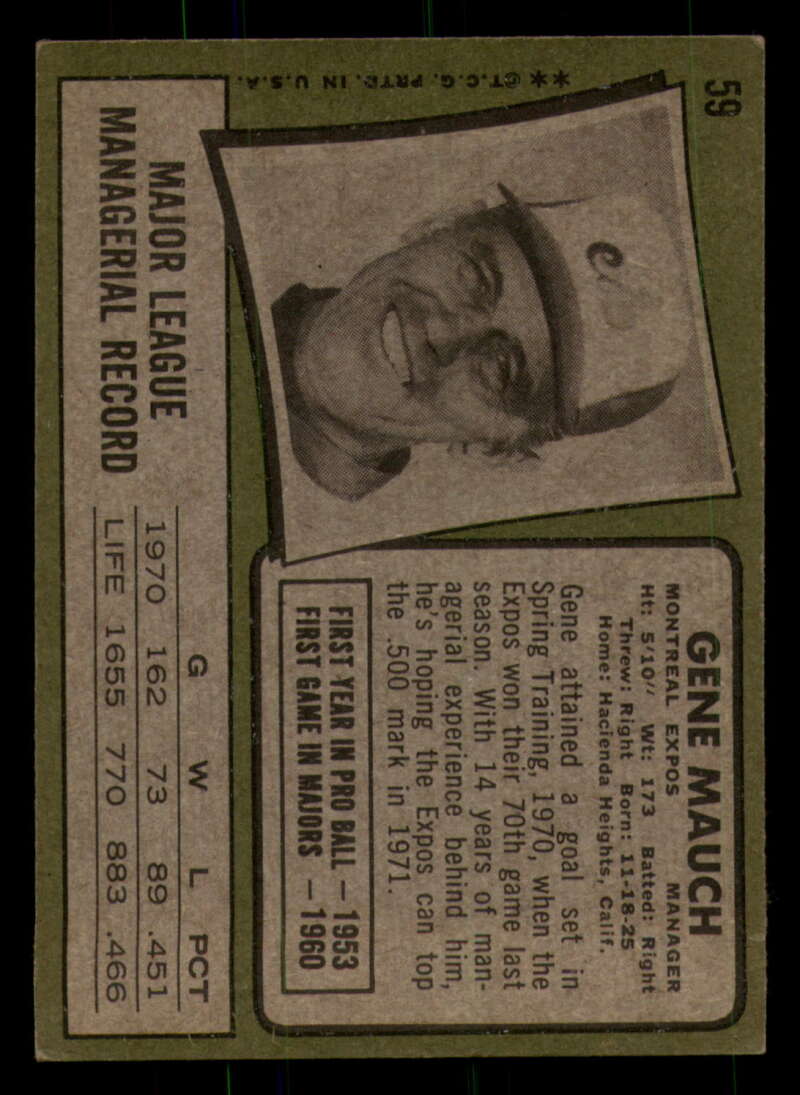 59
** ©T.C.G. PRTD. IN U.S.A.
e
GENE MAUCH
MONTREAL EXPOS MANAGER
Ht: 5'10" Wt: 173 Batted: Right
Threw: Right Born: 11-18-25
Home: Hacienda Heights, Calif.
Gene attained a goal set in
Spring Training, 1970, when the
Expos won their 70th game last
season. With 14 years of man-
agerial experience behind him,
he's hoping the Expos can top
the .500 mark in 1971.
FIRST YEAR IN PRO BALL — 1953
FIRST GAME IN MAJORS — 1960
MAJOR LEAGUE
MANAGERIAL RECORD
G W L PCT
1970 162 73 89 .451
LIFE 1655 770 883 .466